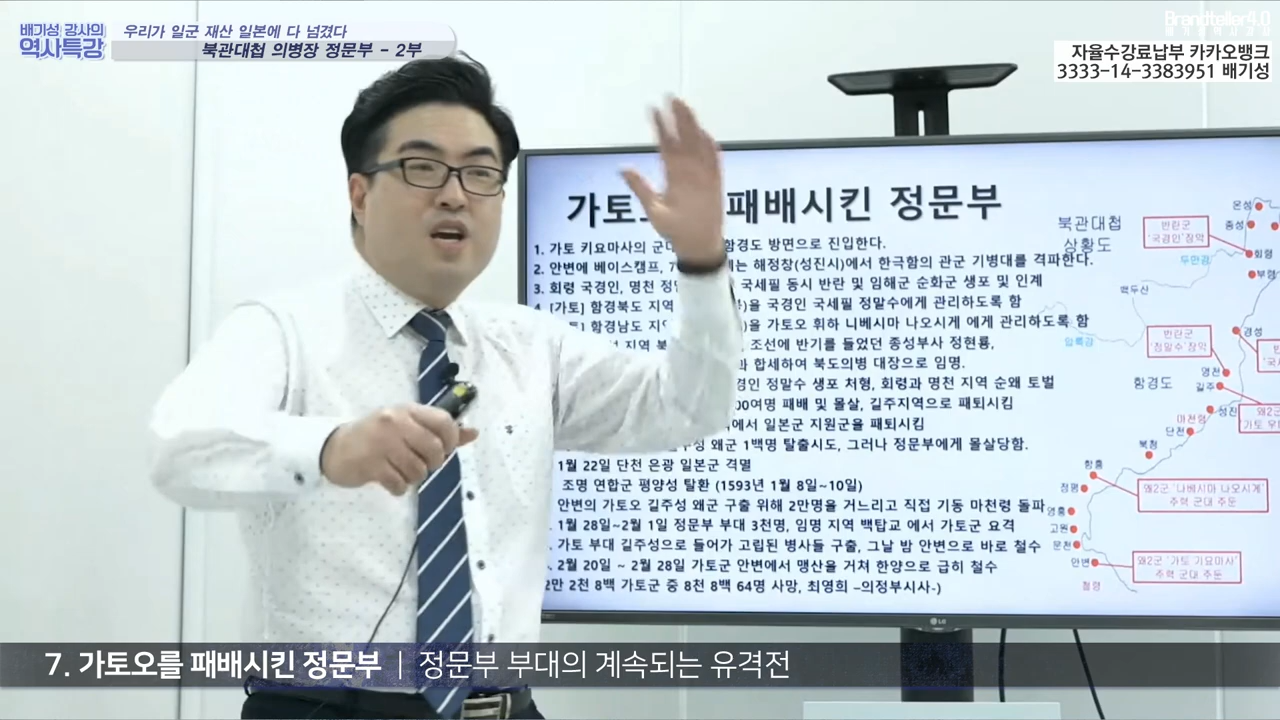 배기성 강사의
역사특강
우리가 일군 재산 일본에 다 넘겼다
북관대첩 의병장 정문부 - 2부
Brandteller4.0
자율수강료납부 카카오뱅크
3333-14-3383951 배기성
가토오 패배시킨 정문부
1. 가토 키요마사의 군대 함경도 방면으로 진입한다.
2. 안변에 베이스캠프, 7 에는 해정창(성진시)에서 한극함의 관군 기병대를 격파한다.
3. 회령 국경인, 명천 정말 국세필 동시 반란 및 임해군 순화군 생포 및 인계
4. [가토] 함경북도 지역 을 국경인 국세필 정말수에게 관리하도록 함
함경남도 지역 을 가토오 휘하 니베시마 나오시게 에게 관리하도록 함
지역 조선에 반기를 들었던 종성부사 정현룡,
과 합세하여 북도의병 대장으로 임명.
경인 정말수 생포 처형, 회령과 명천 지역 순왜 토벌
00여명 패배 및 몰살, 길주지역으로 패퇴시킴
에서 일본군 지원군을 패퇴시킴
주성 왜군 1백명 탈출시도, 그러나 정문부에게 몰살당함.
1월 22일 단천 은광 일본군 격멸
조명 연합군 평양성 탈환 (1593년 1월 8일~10일)
안변의 가토오 길주성 왜군 구출 위해 2만명을 거느리고 직접 기동 마천령 돌파
1월 28일~2월 1일 정문부 부대 3천명, 임명 지역 백탑교 에서 가토군 요격
가토 부대 길주성으로 들어가 고립된 병사들 구출, 그날 밤 안변으로 바로 철수
2월 20일 ~ 2월 28일 가토군 안변에서 맹산을 거쳐 한양으로 급히 철수
2만 2천 8백 가토군 중 8천 8백 64명 사망, 최영희 –의정부시사-)
북관대첩
상황도
반란군
'국경인'장악
온성
종성
회령
두만강
부령
백두산
압록강
반란군
'정말수'장악
경성
명천
길주
함경도
성진
마천령
단천
북청
함흥
정평
영흥
고원
문천
안변
철령
왜2군 '나베시마 나오시게'
주력 군대 주둔
왜2군 '가토 기요마사'
주력 군대 주둔
LG
7. 가토오를 패배시킨 정문부 | 정문부 부대의 계속되는 유격전